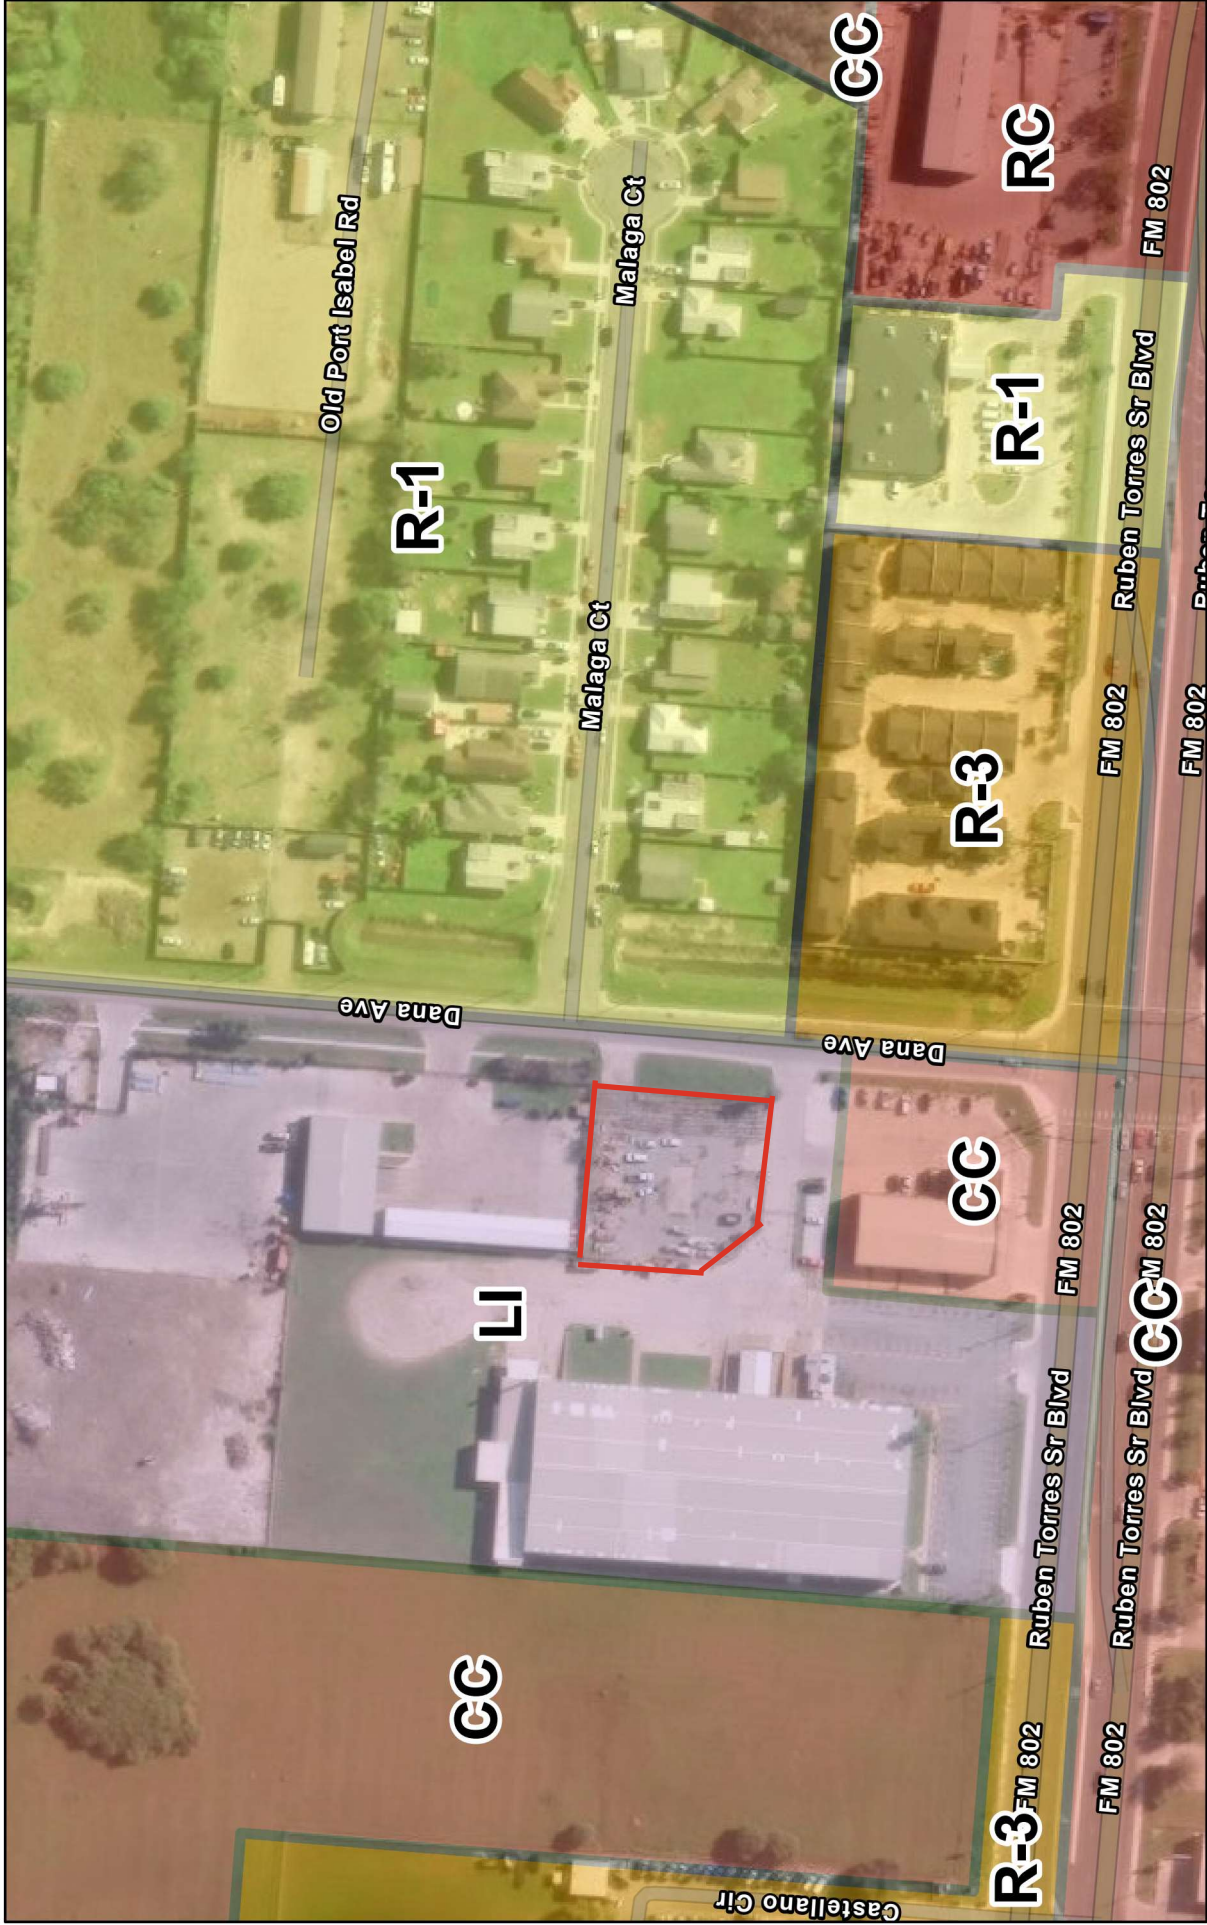 CC
RC
FM 802
Old Port Isabel Rd
Malaga Ct
R-1
R-1
Ruben Torres Sr Blvd
Malaga Ct
R-3
FM 802
FM 802
Dana Ave
Dana Ave
CC
FM 802
FM 802
CC
LI
Ruben Torres Sr Blvd
Ruben Torres Sr Blvd
CC
FM 802
FM 802
R-3
Castellano Cir